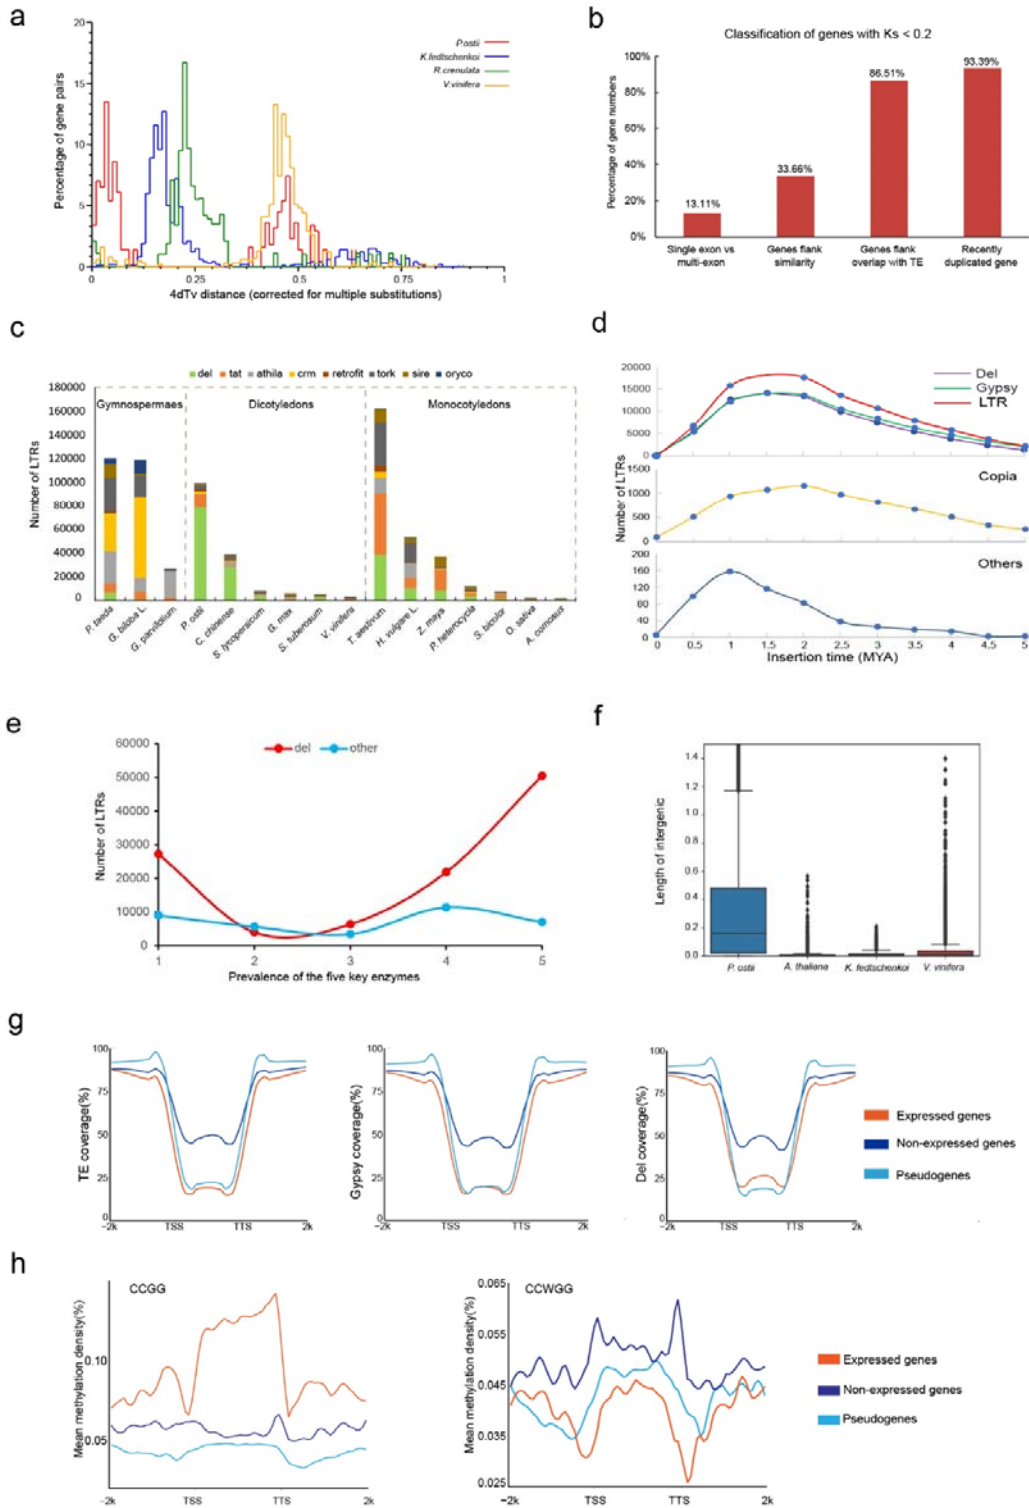 a
20
15
10
5
0
Percentage of gene pairs
P.ostii
K.fedtschenkoi
R.crenulata
V.vinifera
0
0.25
0.5
0.75
1
4dTv distance (corrected for multiple substitutions)
b
Classification of genes with Ks < 0.2
100%
80%
60%
40%
20%
0%
Percentage of gene numbers
13.11%
33.66%
86.51%
93.39%
Single exon vs
multi-exon
Genes flank
similarity
Genes flank
overlap with TE
Recently
duplicated gene
c
del tat athila crm retrofit tork sire oryco
180000
160000
140000
120000
100000
80000
60000
40000
20000
0
Number of LTRs
Gymnospermaes
Dicotyledons
Monocotyledons
P. taeda
G. biloba L.
G. parvifolium
P. ostii
C. chinense
S. lycopersicum
G. max
S. tuberosum
V. vinifera
T. aestivum
H. vulgare L.
Z. maya
P. heterocycla
S. bicolor
O. sativa
A. comosus
d
20000
15000
10000
5000
0
Del
Gypsy
LTR
1500
1000
500
0
Copia
Number of LTRs
200
160
120
80
40
0
Others
0 0.5 1 1.5 2 2.5 3 3.5 4 4.5 5
Insertion time (MYA)
e
del other
60000
50000
40000
30000
20000
10000
0
Number of LTRs
1 2 3 4 5
Prevalence of the five key enzymes
f
1.4
1.2
1.0
0.8
0.6
0.4
0.2
0.0
Length of intergenic
P. ostii
A. thaliana
K. fedtschenkoi
V. vinifera
g
100
75
50
25
0
TE coverage(%)
−2k TSS TTS 2k
100
75
50
25
0
Gypsy coverage(%)
−2k TSS TTS 2k
100
75
50
25
0
Del coverage(%)
−2k TSS TTS 2k
Expressed genes
Non-expressed genes
Pseudogenes
h
CCGG
0.10
0.05
Mean methylation density(%)
−2k TSS TTS 2k
CCWGG
0.065
0.055
0.045
0.035
0.025
Mean methylation density(%)
−2k TSS TTS 2k
Expressed genes
Non-expressed genes
Pseudogenes